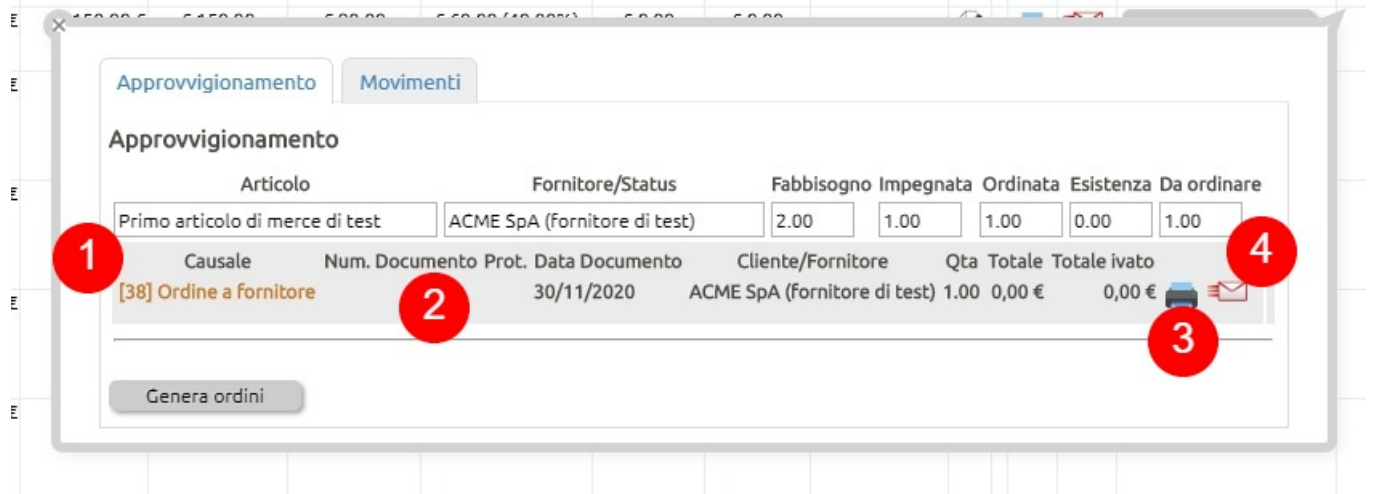 Approvvigionamento Movimenti
Approvvigionamento
Articolo Fornitore/Status Fabbisogno Impegnata Ordinata Esistenza Da ordinare
Primo articolo di merce di test ACME SpA (fornitore di test) 2.00 1.00 1.00 0.00 1.00
1 4
Causale Num. Documento Prot. Data Documento Cliente/Fornitore Qta Totale Totale ivato
[38] Ordine a fornitore 30/11/2020 ACME SpA (fornitore di test) 1.00 0,00 € 0,00 €
2
3
Genera ordini